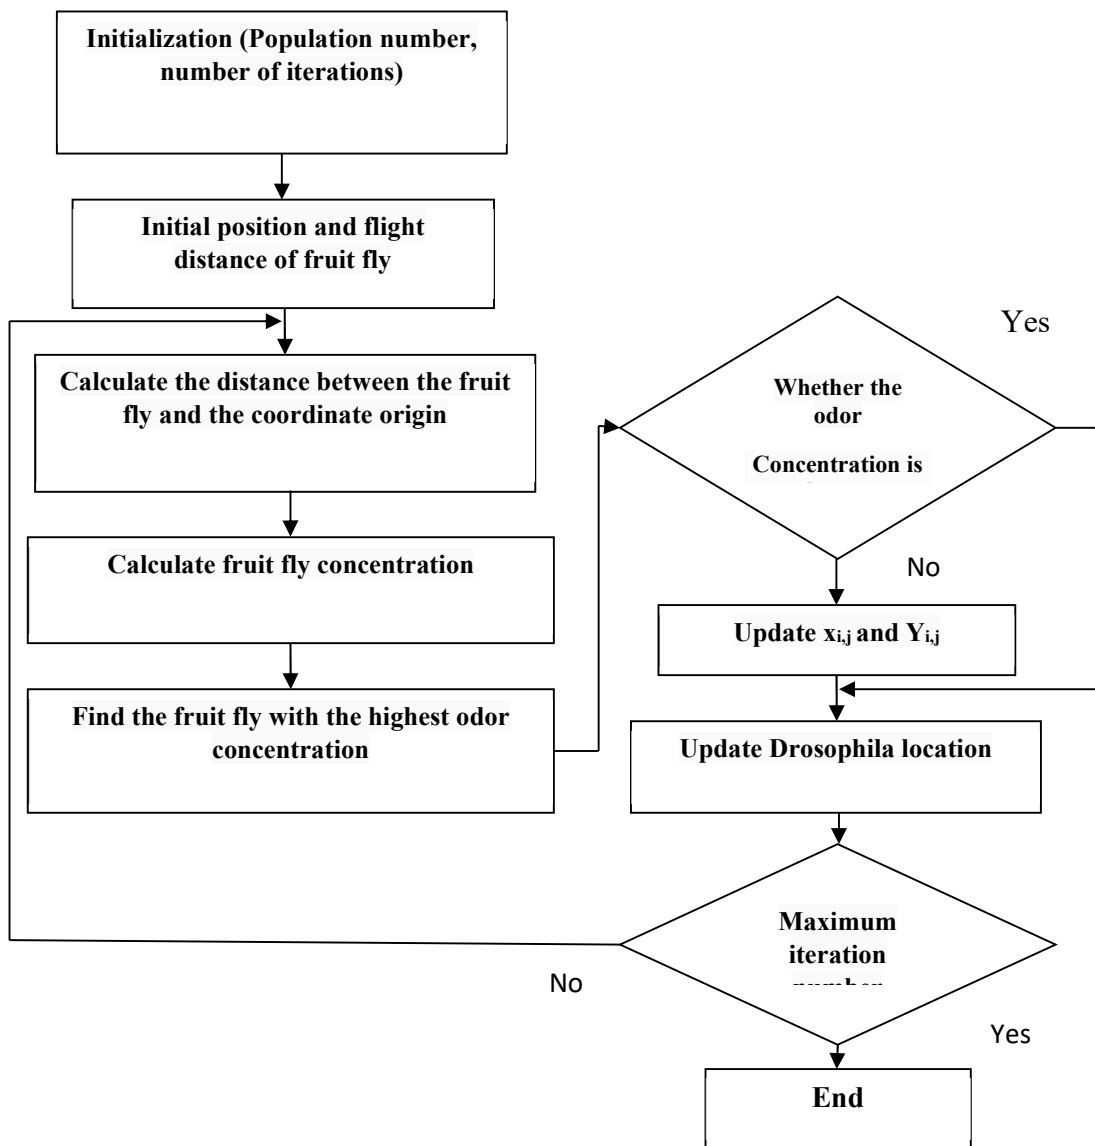 Initialization (Population number,
number of iterations)
Initial position and flight
distance of fruit fly
Calculate the distance between the fruit
fly and the coordinate origin
Calculate fruit fly concentration
Find the fruit fly with the highest odor
concentration
Yes
Whether the
odor
Concentration is
No
Update xi,j and Yi,j
Update Drosophila location
Maximum
iteration
No
Yes
End